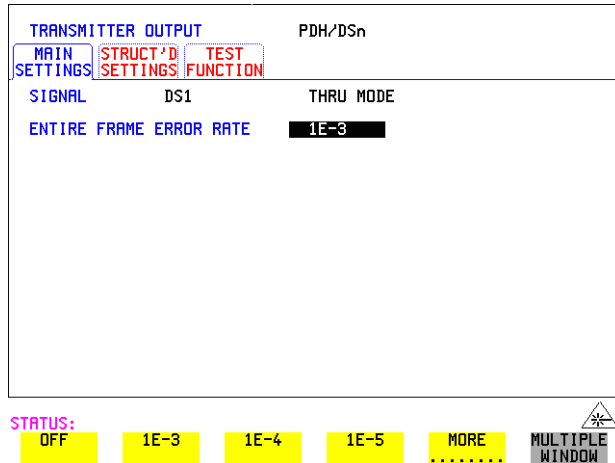 TRANSMITTER OUTPUT PDH/DSn
MAIN SETTINGS STRUCT'D SETTINGS TEST FUNCTION
SIGNAL DS1 THRU MODE
ENTIRE FRAME ERROR RATE 1E-3
STATUS:
OFF 1E-3 1E-4 1E-5 MORE ........ MULTIPLE WINDOW